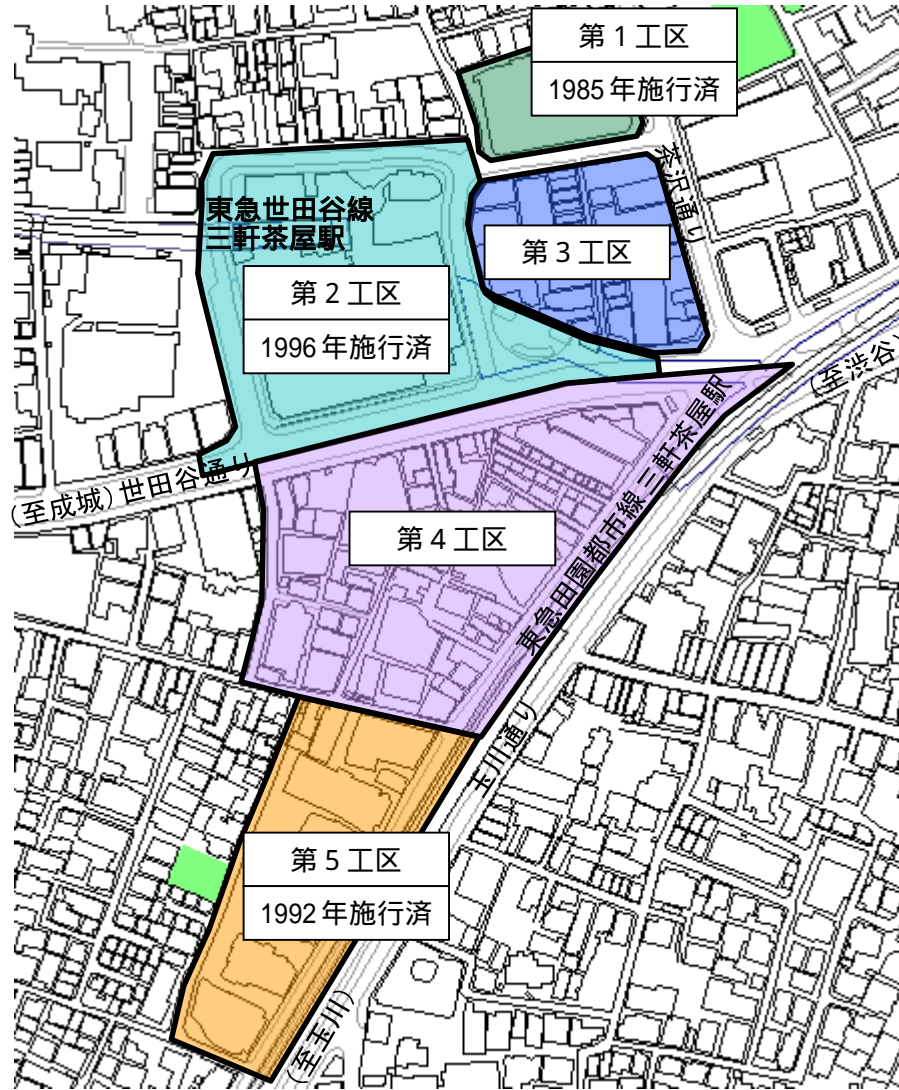 第1工区
1985年施行済
茶沢通り
東急世田谷線
三軒茶屋駅
第3工区
第2工区
1996年施行済
(至渋谷)
(至成城)世田谷通り
第4工区
東急田園都市線三軒茶屋駅
玉川通り
第5工区
1992年施行済
(至玉川)